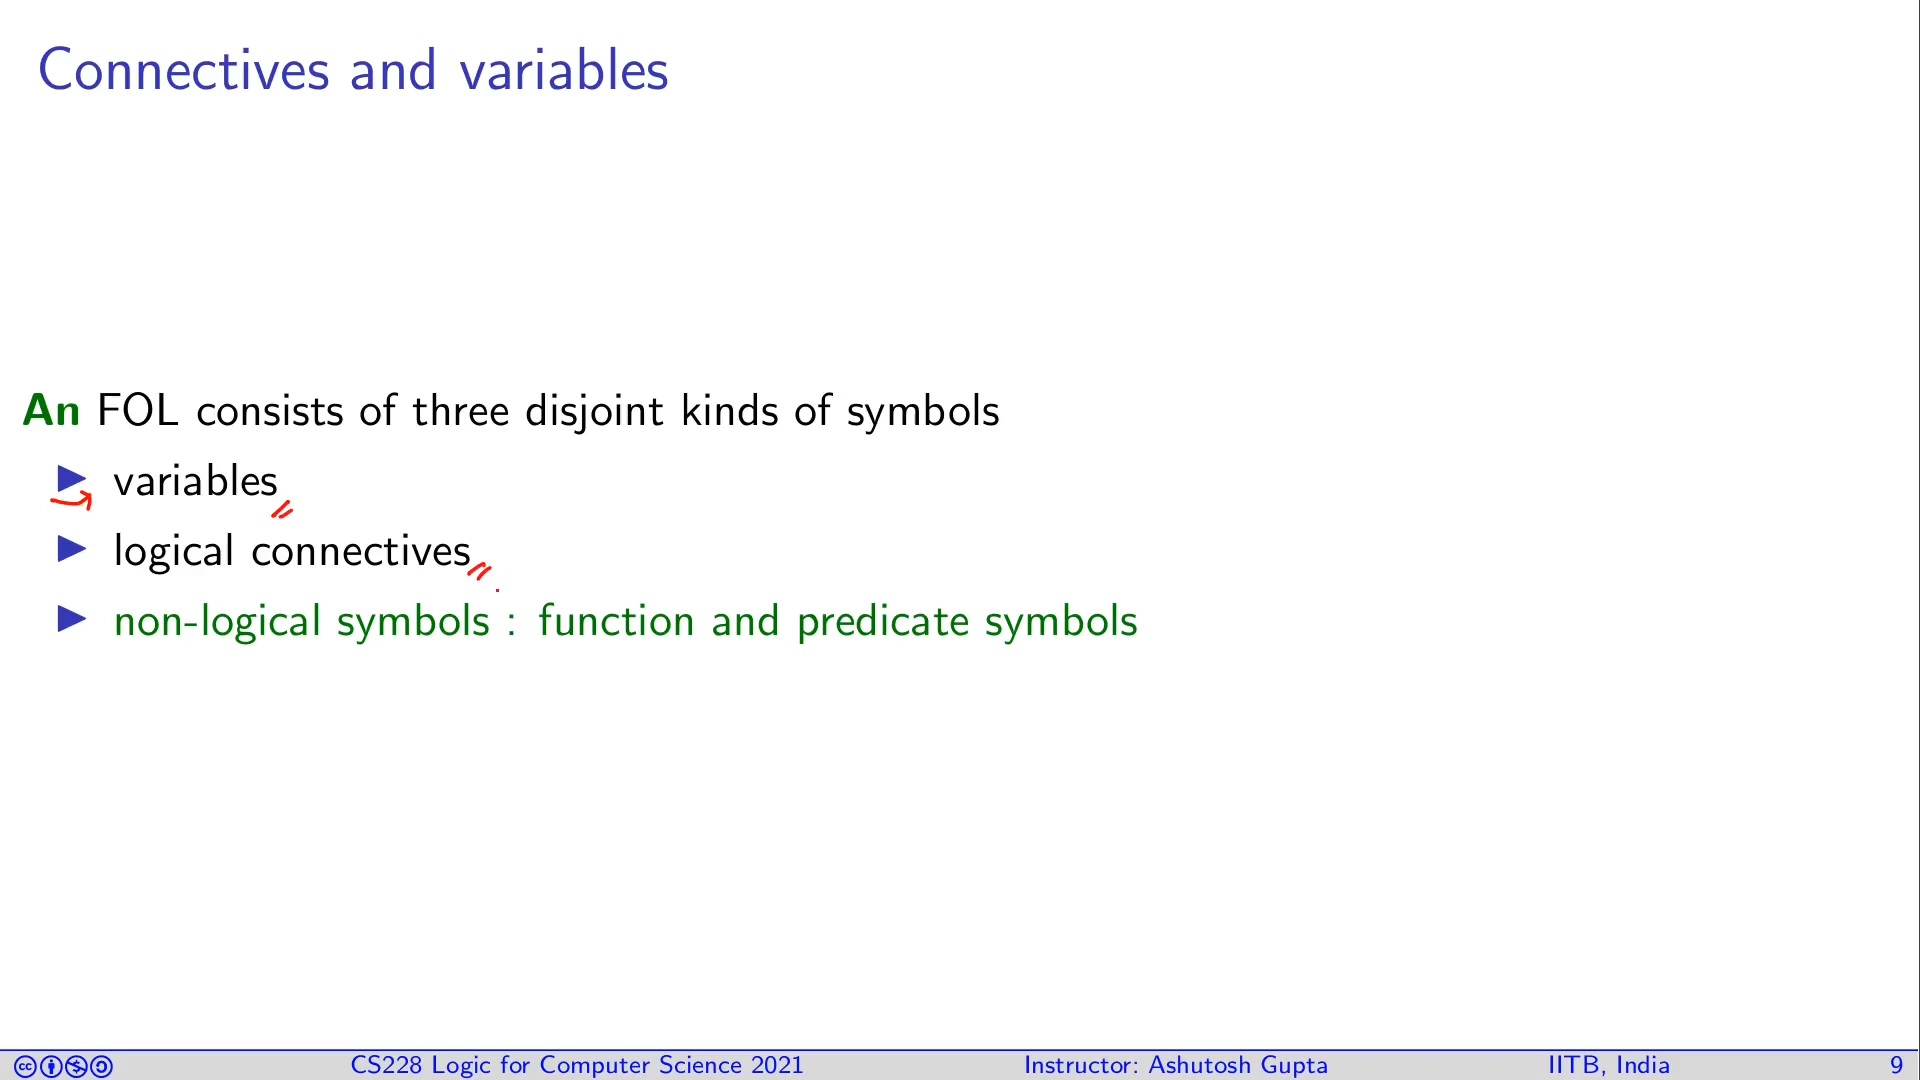 Connectives and variables
An FOL consists of three disjoint kinds of symbols
▶ variables
▶ logical connectives
▶ non-logical symbols : function and predicate symbols
CS228 Logic for Computer Science 2021 Instructor: Ashutosh Gupta IITB, India 9